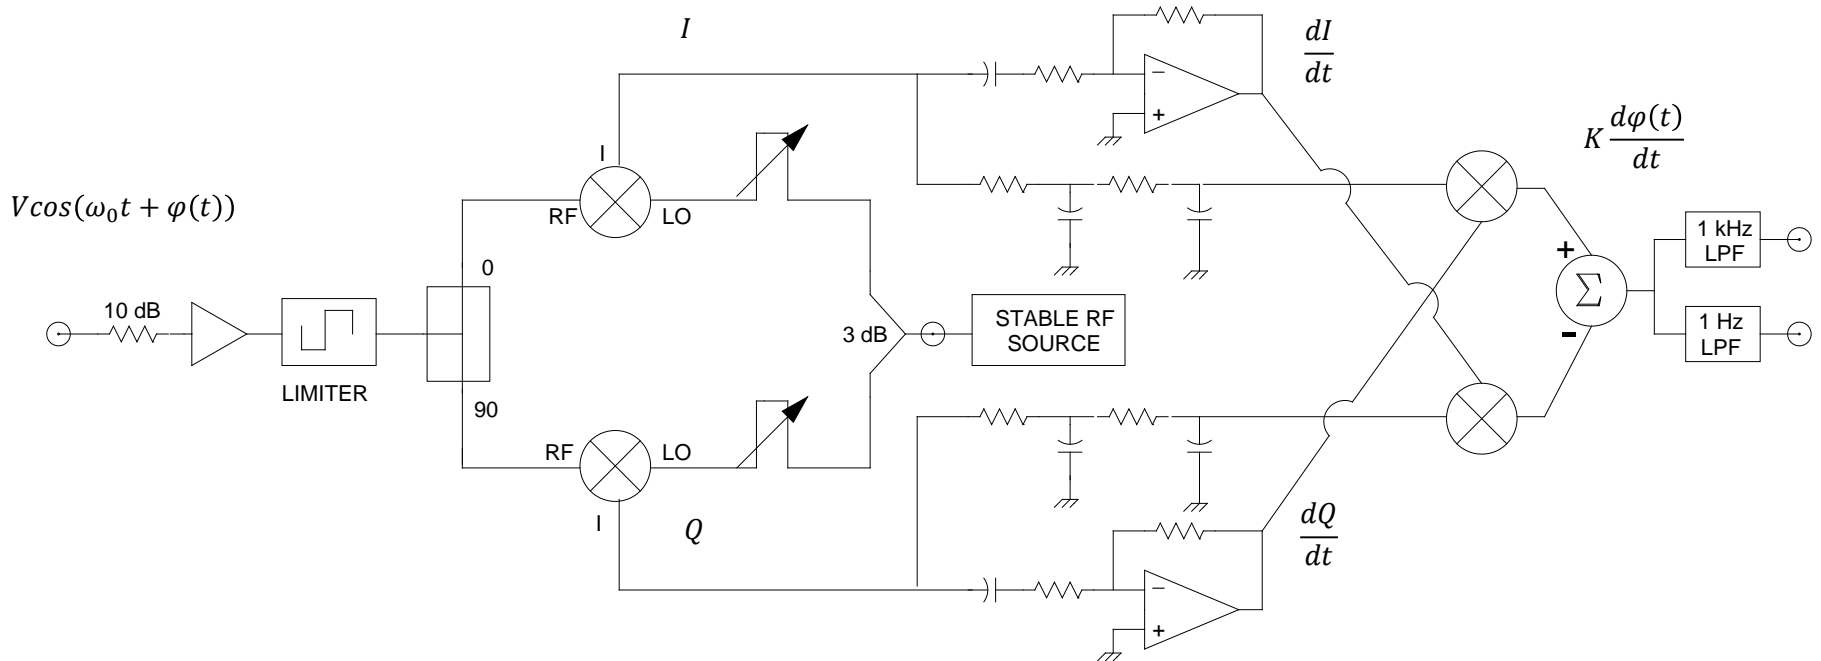 I
dI
dt
K dφ(t)
dt
Vcos(ω₀t + φ(t))
I
RF
LO
0
10 dB
LIMITER
90
3 dB
STABLE RF
SOURCE
+
Σ
-
1 kHz
LPF
1 Hz
LPF
RF
LO
I
Q
dQ
dt
−
+
−
+